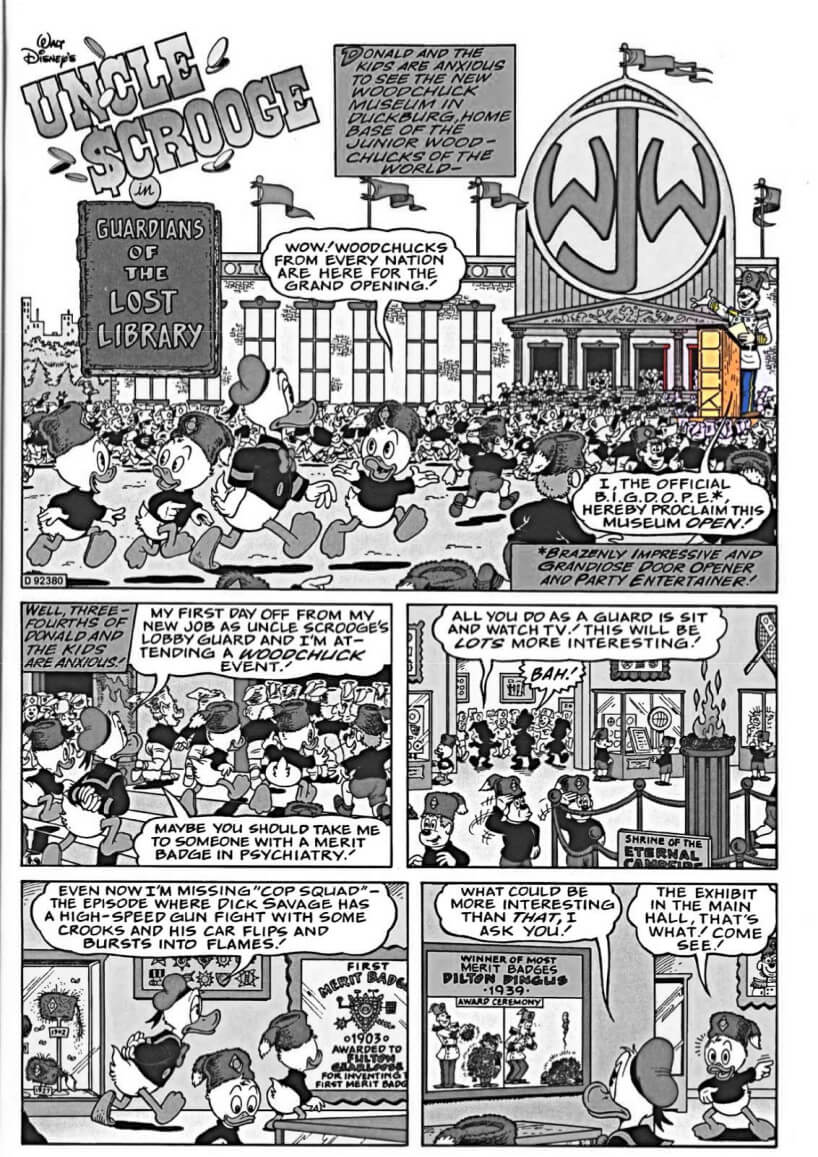 WALT
DISNEY'S
UNCLE
$CROOGE
in
GUARDIANS
OF
THE
LOST
LIBRARY
DONALD AND THE
KIDS ARE ANXIOUS
TO SEE THE NEW
WOODCHUCK
MUSEUM IN
DUCKBURG, HOME
BASE OF THE
JUNIOR WOOD-
CHUCKS OF THE
WORLD-
WJW
WOW! WOODCHUCKS
FROM EVERY NATION
ARE HERE FOR THE
GRAND OPENING!
I, THE OFFICIAL
B.I.G.D.O.P.E.*,
HEREBY PROCLAIM THIS
MUSEUM OPEN!
*BRAZENLY IMPRESSIVE AND
GRANDIOSE DOOR OPENER
AND PARTY ENTERTAINER!
D 92380
WELL, THREE-
FOURTHS OF
DONALD AND
THE KIDS
ARE ANXIOUS!
MY FIRST DAY OFF FROM MY
NEW JOB AS UNCLE SCROOGE'S
LOBBY GUARD AND I'M AT-
TENDING A WOODCHUCK
EVENT!
MAYBE YOU SHOULD TAKE ME
TO SOMEONE WITH A MERIT
BADGE IN PSYCHIATRY!
ALL YOU DO AS A GUARD IS SIT
AND WATCH TV! THIS WILL BE
LOTS MORE INTERESTING!
BAH!
SHRINE OF THE
ETERNAL
CAMPFIRE
EVEN NOW I'M MISSING "COP SQUAD"-
THE EPISODE WHERE DICK SAVAGE HAS
A HIGH-SPEED GUN FIGHT WITH SOME
CROOKS AND HIS CAR FLIPS AND
BURSTS INTO FLAMES!
1902
FIRST
MERIT BADGE
1903
AWARDED TO
FULTON
GEARLOOSE
FOR INVENTING THE
FIRST MERIT BADGE
WHAT COULD BE
MORE INTERESTING
THAN THAT, I
ASK YOU!
THE EXHIBIT
IN THE MAIN
HALL, THAT'S
WHAT! COME
SEE!
WINNER OF MOST
MERIT BADGES
DILTON DINGUS
·1939·
AWARD CEREMONY